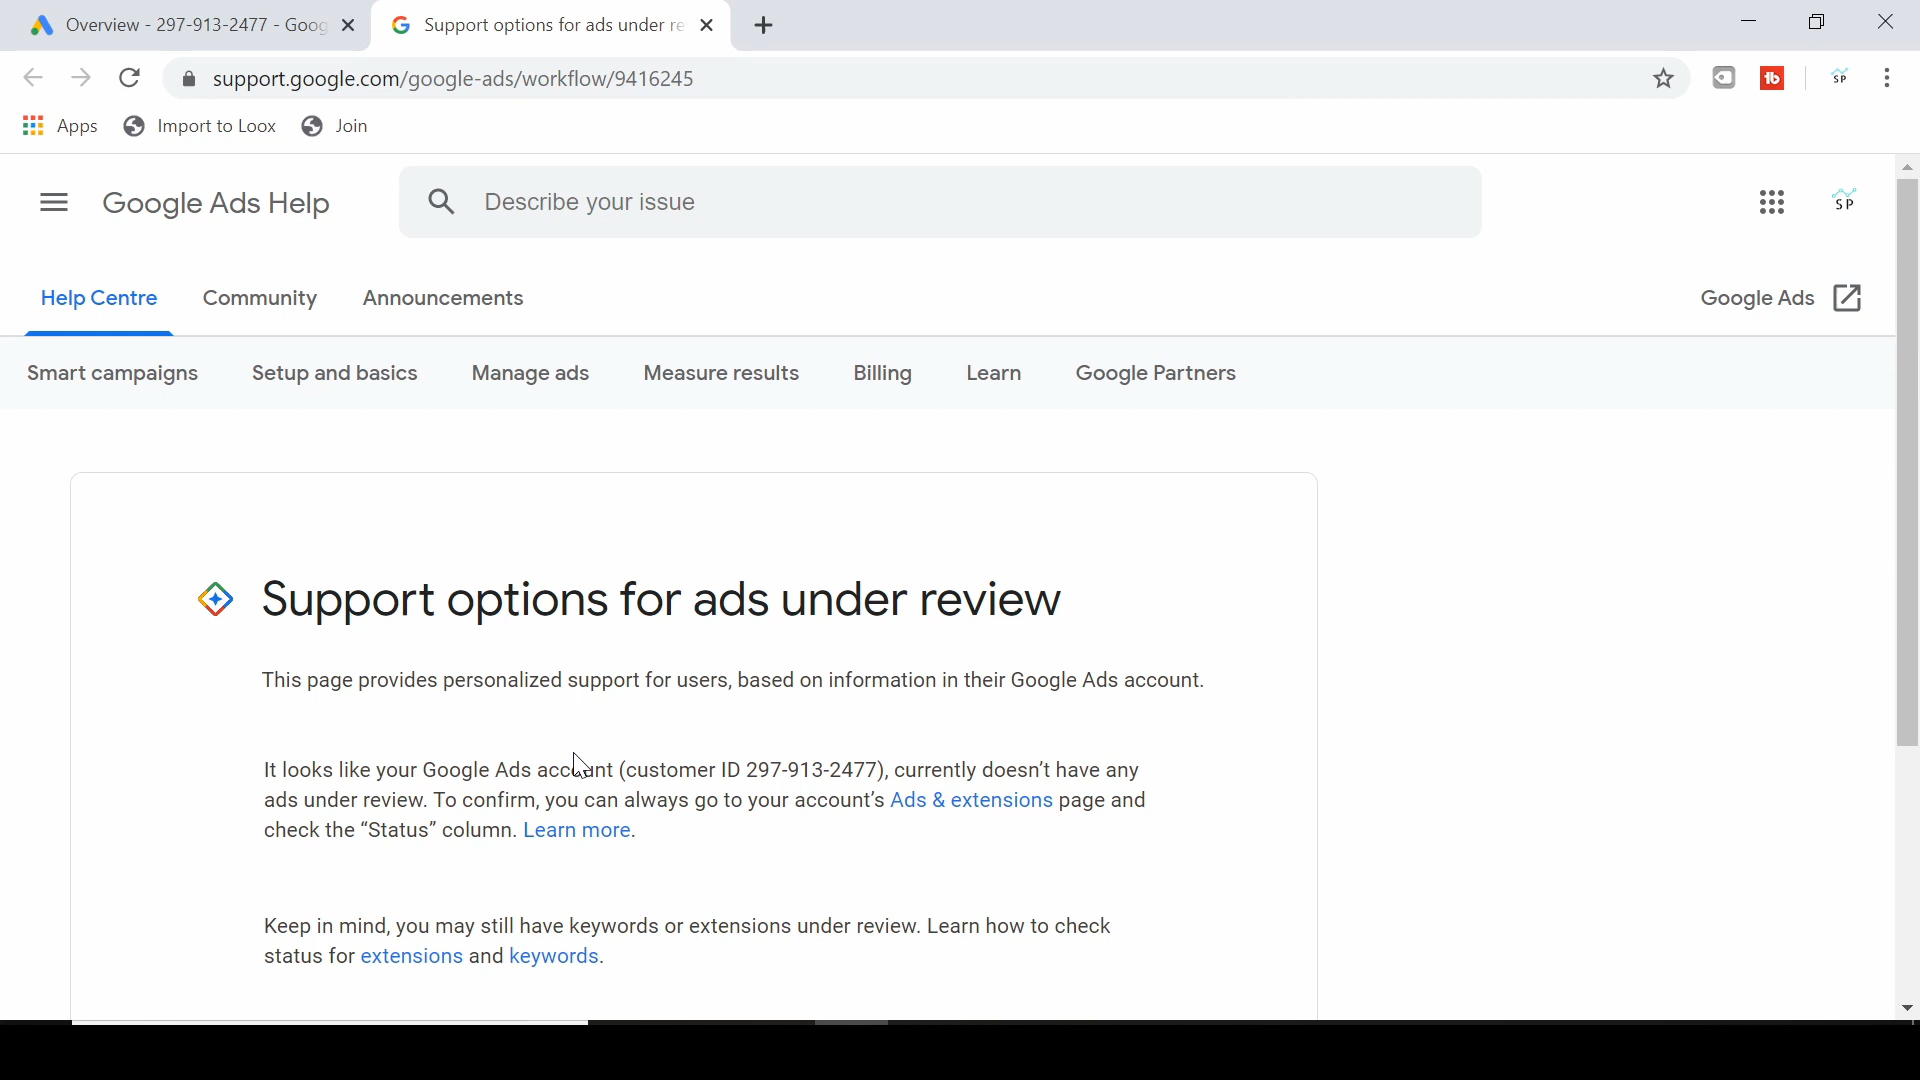 Overview - 297-913-2477 - Goog
Support options for ads under re
support.google.com/google-ads/workflow/9416245
Apps
Import to Loox
Join
Google Ads Help
Describe your issue
SP
Help Centre
Community
Announcements
Google Ads
Smart campaigns
Setup and basics
Manage ads
Measure results
Billing
Learn
Google Partners
Support options for ads under review
This page provides personalized support for users, based on information in their Google Ads account.
It looks like your Google Ads account (customer ID 297-913-2477), currently doesn't have any
ads under review. To confirm, you can always go to your account's Ads & extensions page and
check the “Status” column. Learn more.
Keep in mind, you may still have keywords or extensions under review. Learn how to check
status for extensions and keywords.